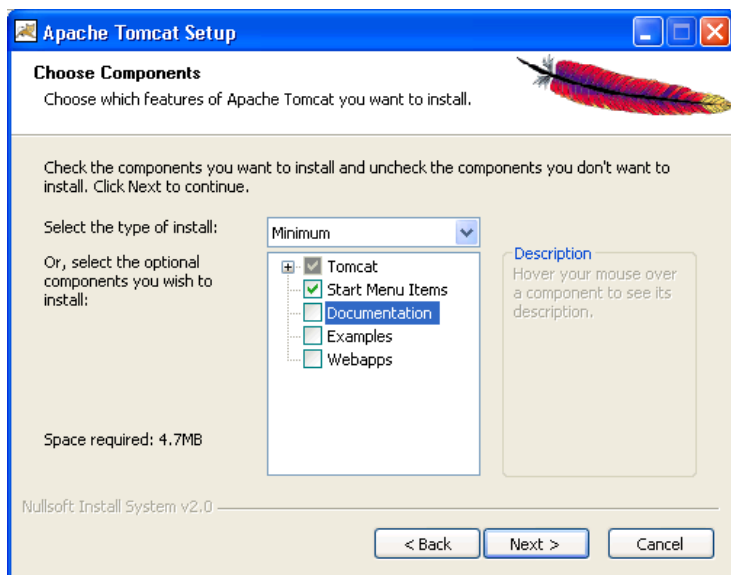 Apache Tomcat Setup
Choose Components
Choose which features of Apache Tomcat you want to install.
Check the components you want to install and uncheck the components you don't want to
install. Click Next to continue.
Select the type of install:
Minimum
Or, select the optional
components you wish to
install:
Tomcat
Start Menu Items
Documentation
Examples
Webapps
Description
Hover your mouse over
a component to see its
description.
Space required: 4.7MB
Nullsoft Install System v2.0
< Back
Next >
Cancel